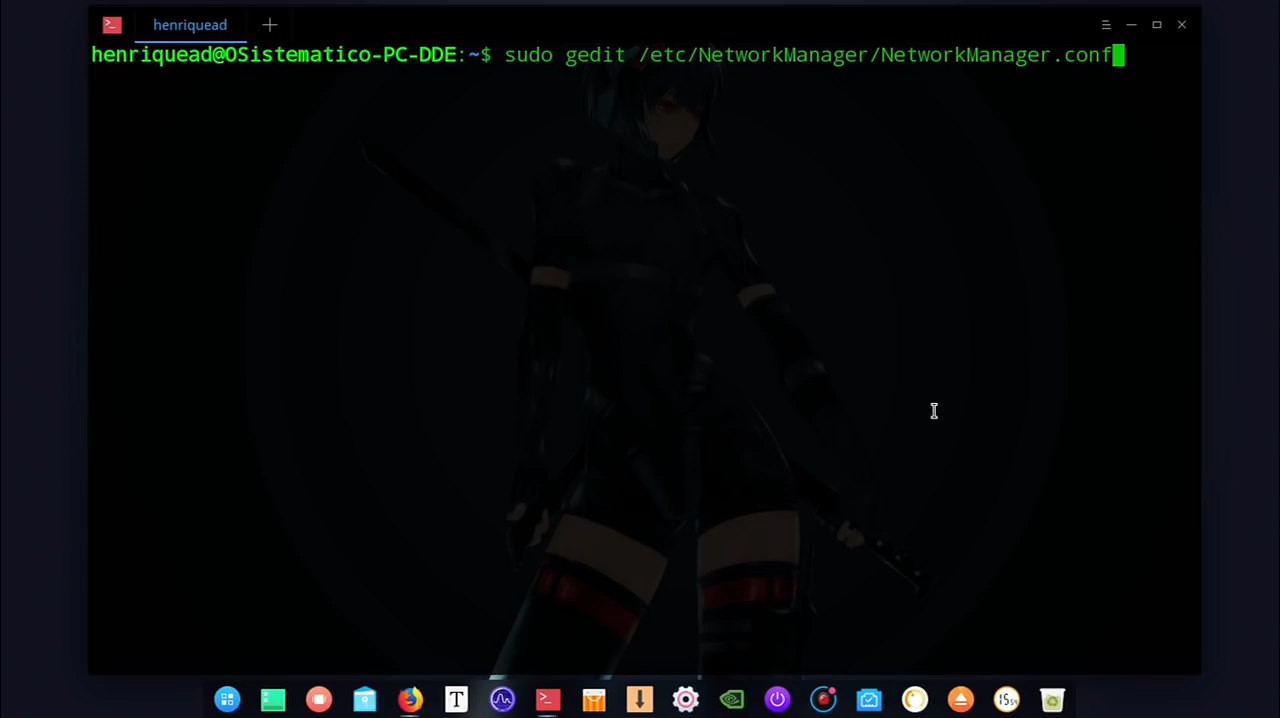 henriquead
henriquead@OSistematico-PC-DDE:~$ sudo gedit /etc/NetworkManager/NetworkManager.conf
T